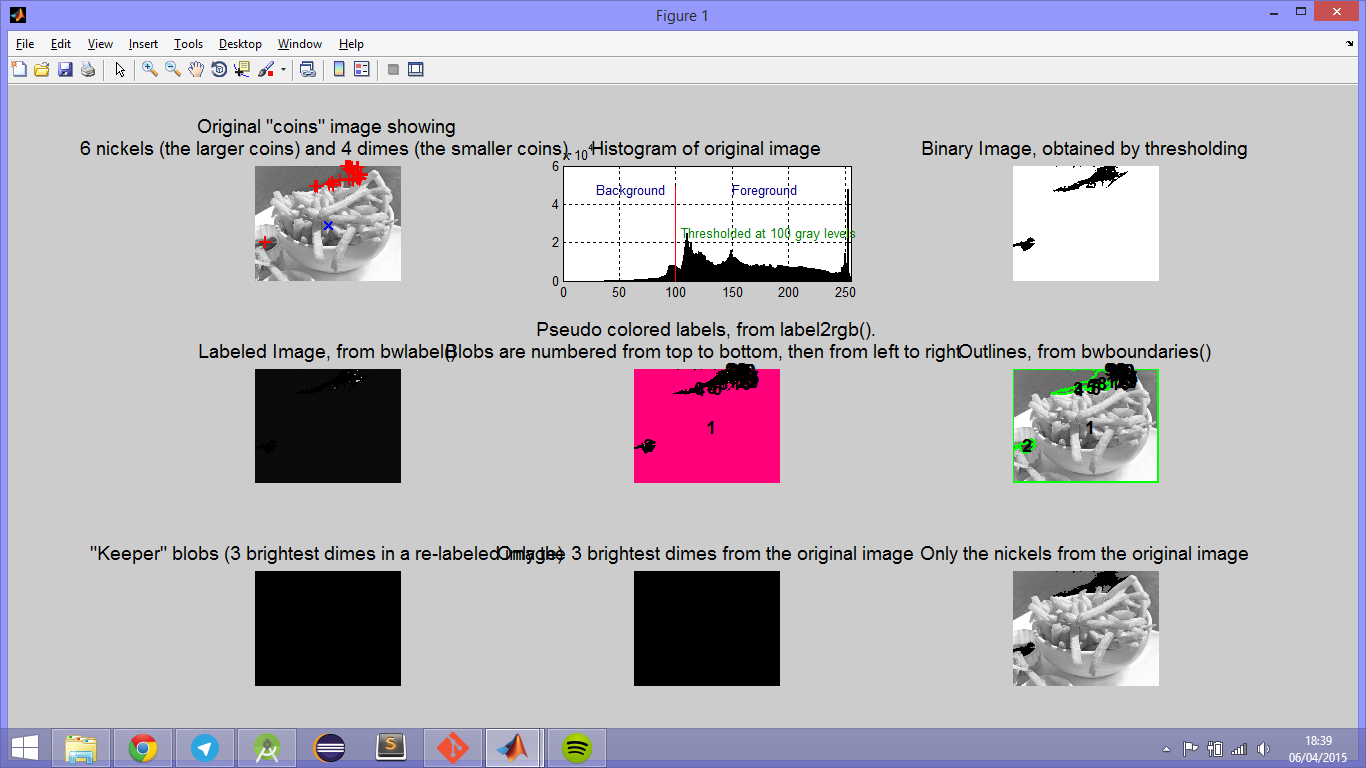 Figure 1
File Edit View Insert Tools Desktop Window Help
Original "coins" image showing
6 nickels (the larger coins) and 4 dimes (the smaller coins).
Histogram of original image
x 10
6
4
2
0
0 50 100 150 200 250
Background
Foreground
Thresholded at 100 gray levels
Binary Image, obtained by thresholding
Labeled Image, from bwlabel()
Pseudo colored labels, from label2rgb().
Blobs are numbered from top to bottom, then from left to right.
1
Outlines, from bwboundaries()
1
2
"Keeper" blobs (3 brightest dimes in a re-labeled image)
Only the 3 brightest dimes from the original image
Only the nickels from the original image
18:39
06/04/2015